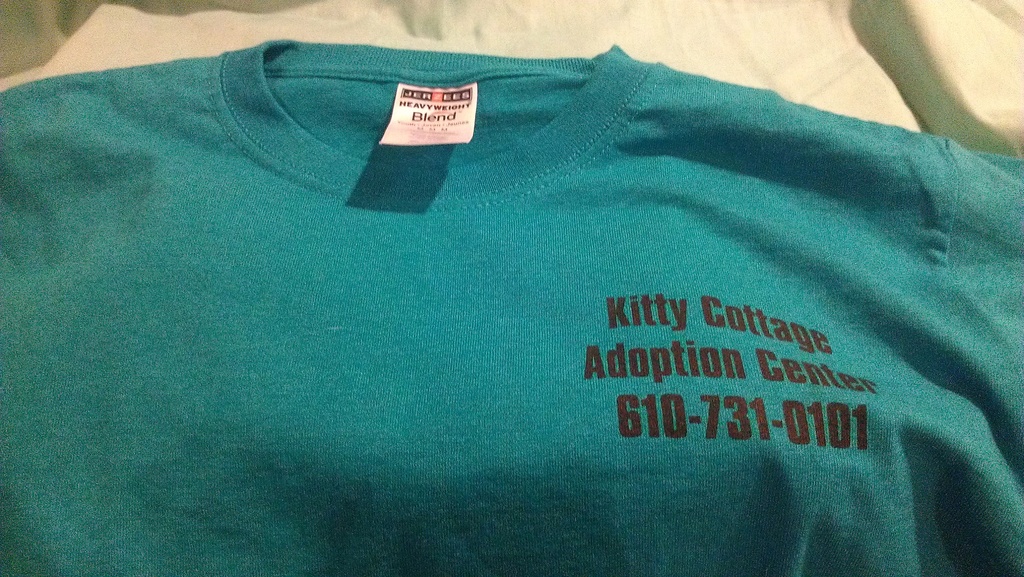 JERZEES
HEAVYWEIGHT
Blend
Kitty Cottage
Adoption Center
610-731-0101